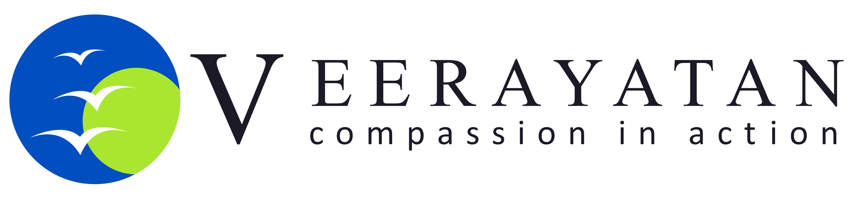 VEERAYATAN
compassion in action